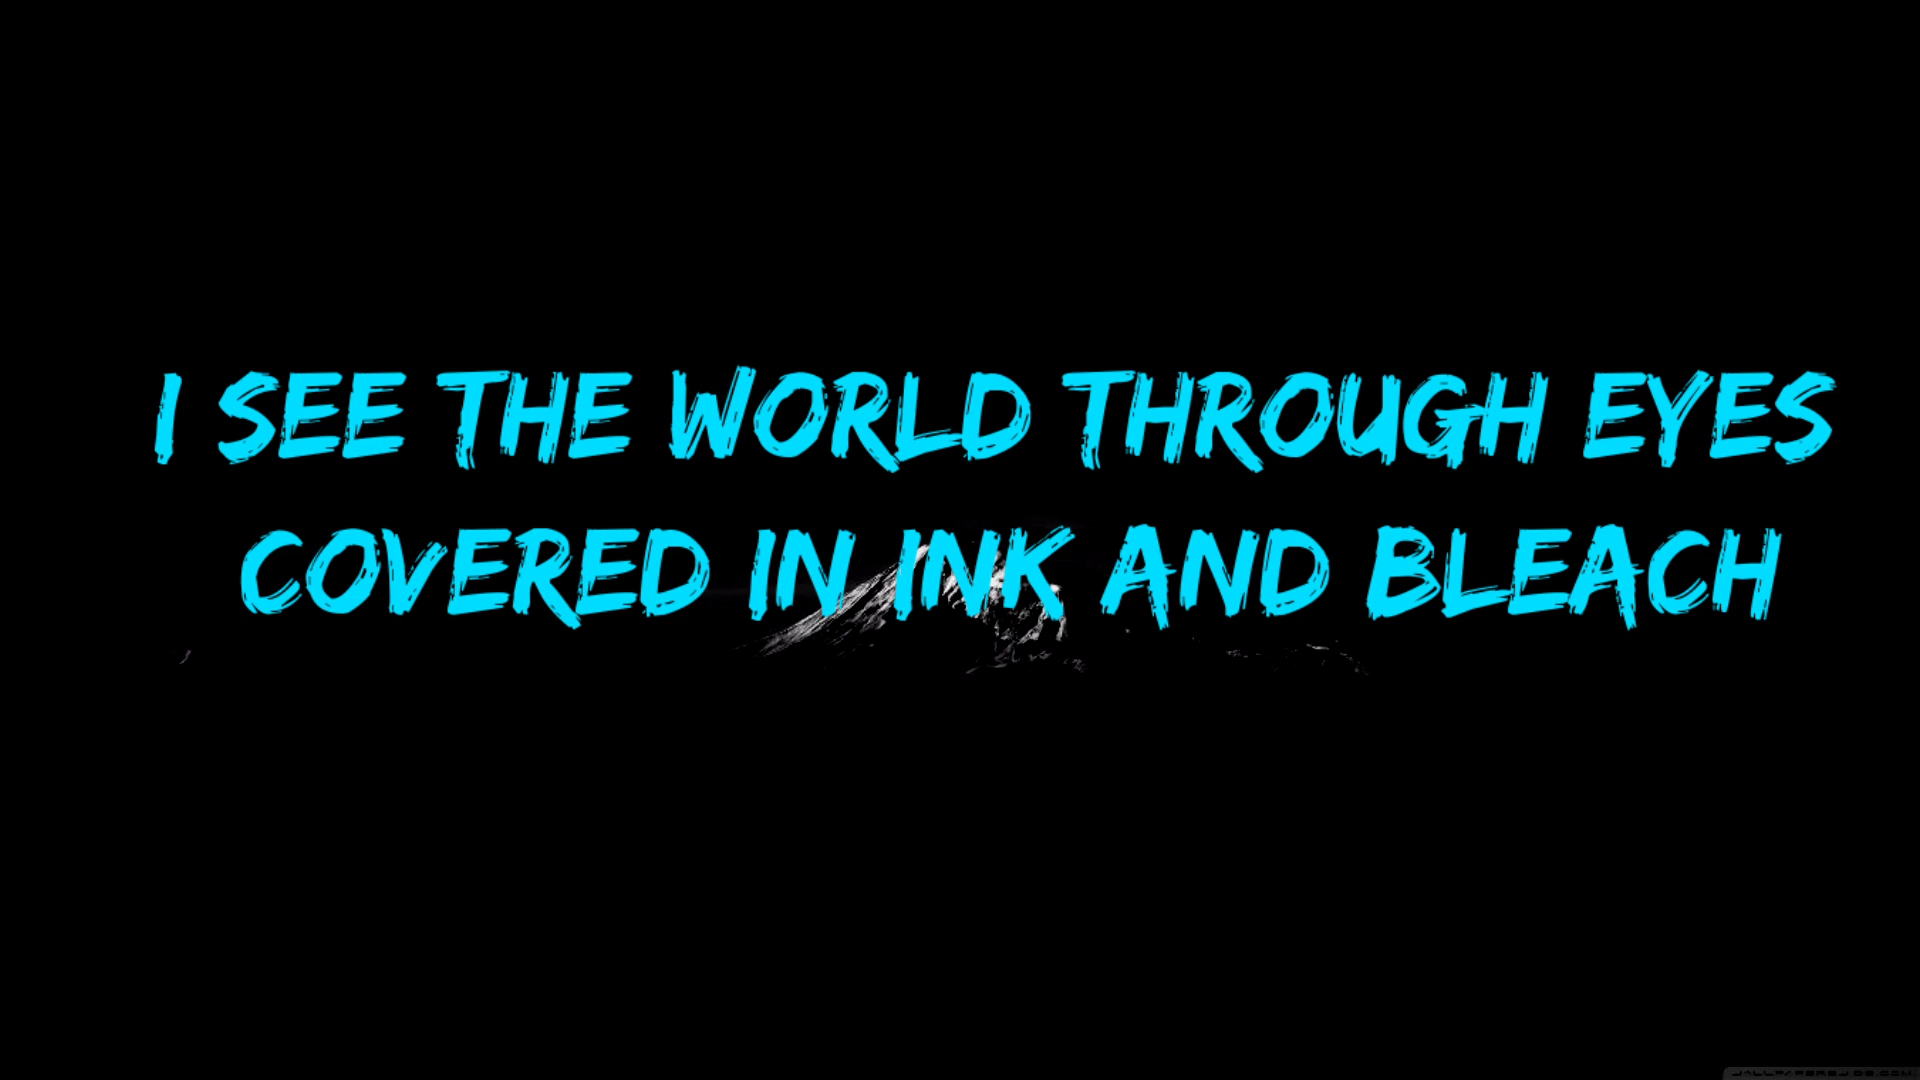 I SEE THE WORLD THROUGH EYES
COVERED IN INK AND BLEACH